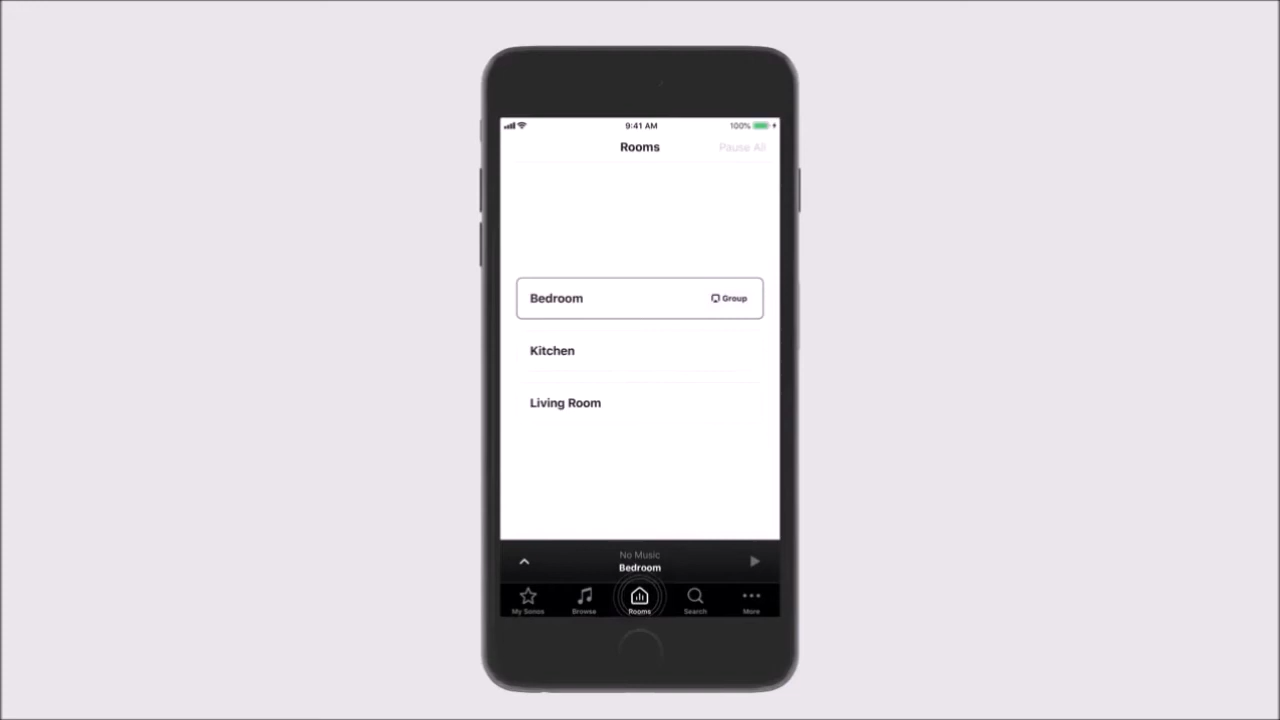 9:41 AM
100%
Rooms
Pause All
Bedroom
Group
Kitchen
Living Room
No Music
Bedroom
My Sonos
Browse
Rooms
Search
More